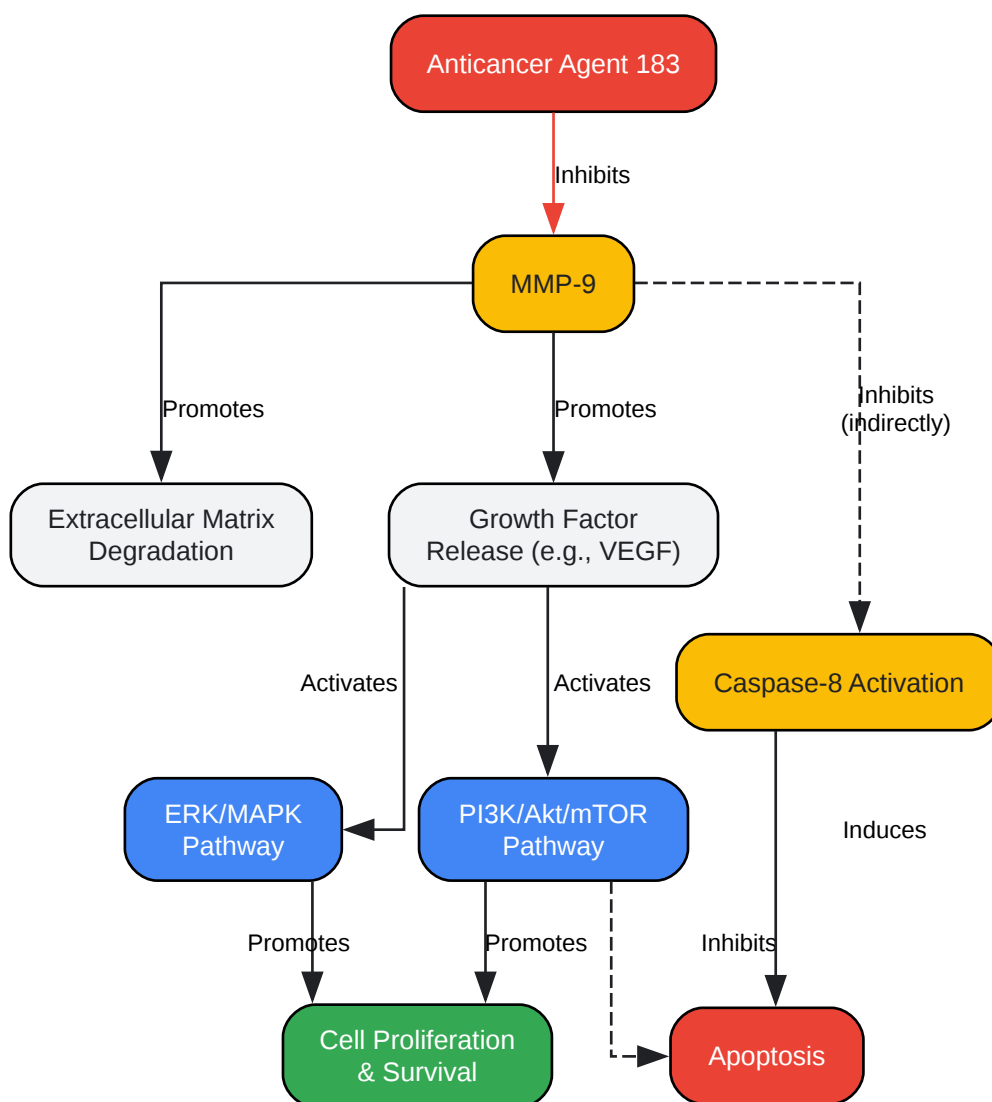 Anticancer Agent 183
Inhibits
MMP-9
Promotes
Promotes
Inhibits
(indirectly)
Extracellular Matrix
Degradation
Growth Factor
Release (e.g., VEGF)
Activates
Activates
Caspase-8 Activation
ERK/MAPK
Pathway
PI3K/Akt/mTOR
Pathway
Induces
Promotes
Promotes
Inhibits
Cell Proliferation
& Survival
Apoptosis